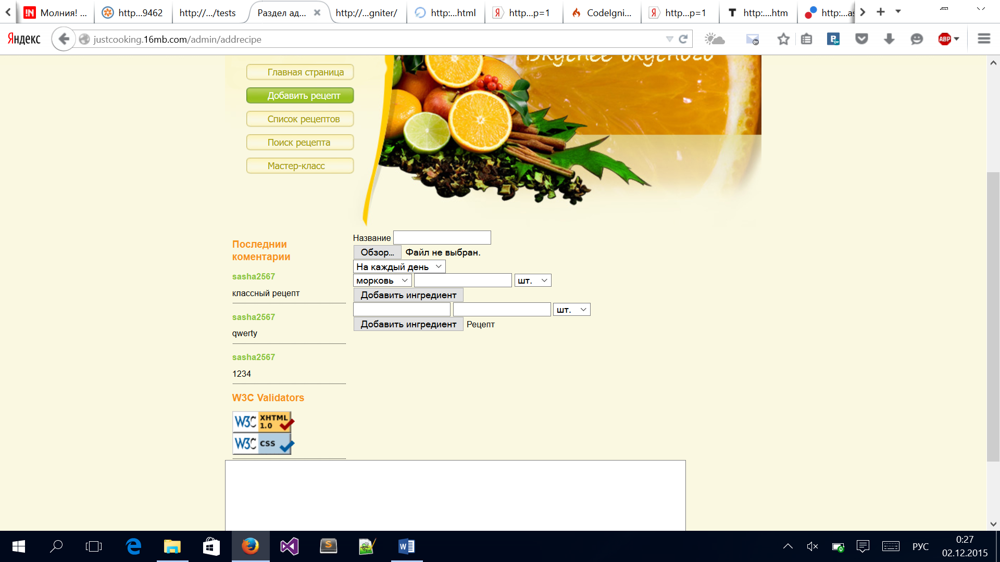 Молния! ...
http...9462
http://.../tests
Раздел ад...
http://...gniter/
http:...html
http...p=1
CodeIgni...
http...p=1
http:....htm
http:...as
Яндекс
justcooking.16mb.com/admin/addrecipe
ABP
Вкуснее вкусного
Главная страница
Добавить рецепт
Список рецептов
Поиск рецепта
Мастер-класс
Последнии
коментарии
sasha2567
классный рецепт
sasha2567
qwerty
sasha2567
1234
W3C Validators
W3C XHTML 1.0
W3C CSS
Название
Обзор... Файл не выбран.
На каждый день
морковь шт.
Добавить ингредиент
шт.
Добавить ингредиент Рецепт
РУС
0:27
02.12.2015